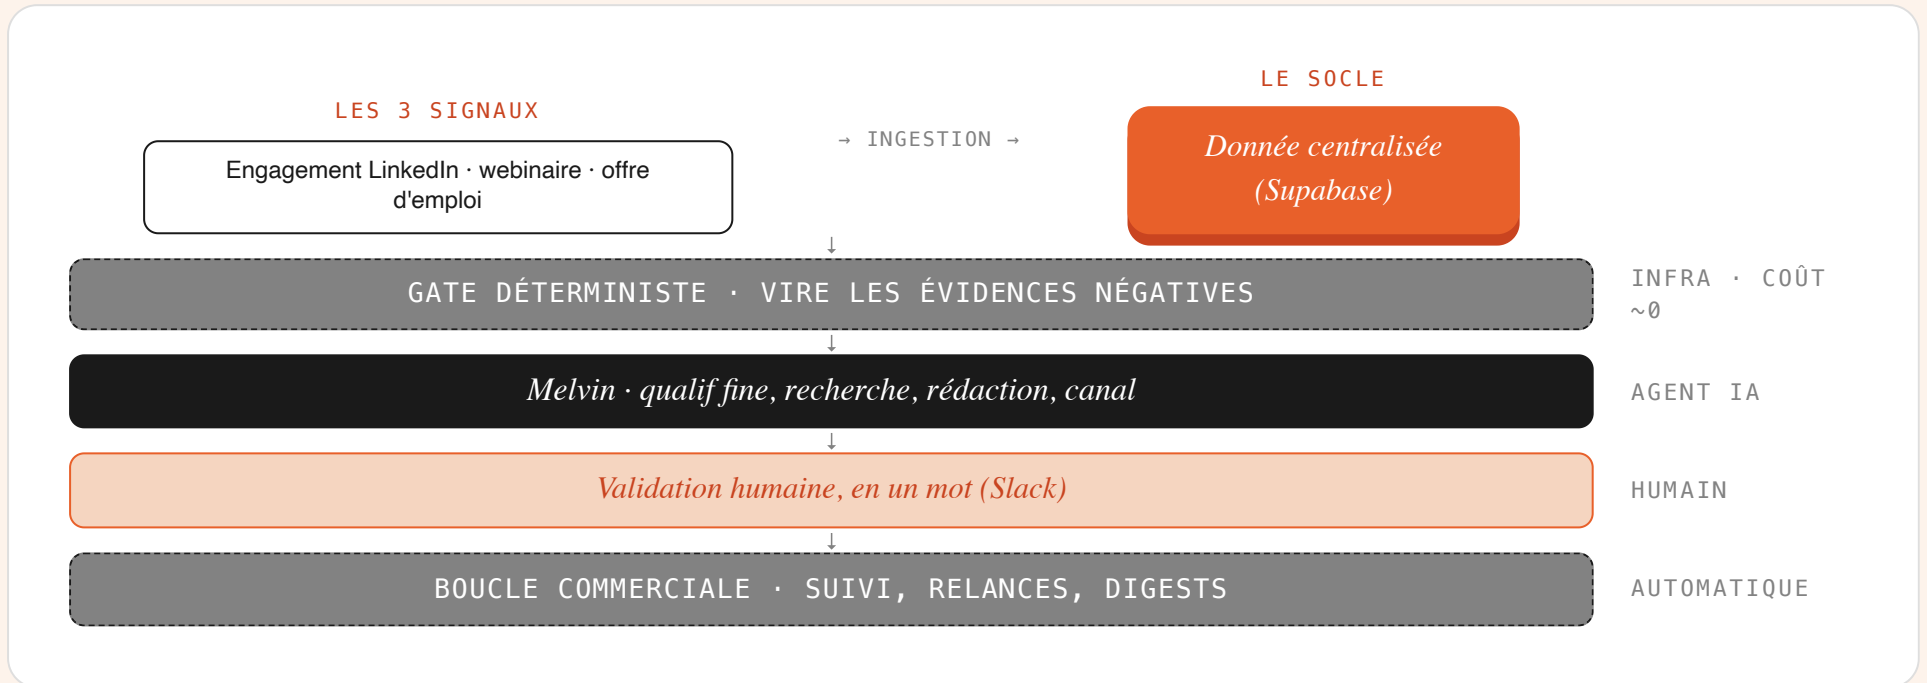 LES 3 SIGNAUX
Engagement LinkedIn · webinaire · offre
d'emploi
→ INGESTION →
LE SOCLE
Donnée centralisée
(Supabase)
↓
GATE DÉTERMINISTE · VIRE LES ÉVIDENCES NÉGATIVES
INFRA · COÛT
~0
↓
Melvin · qualif fine, recherche, rédaction, canal
AGENT IA
↓
Validation humaine, en un mot (Slack)
HUMAIN
↓
BOUCLE COMMERCIALE · SUIVI, RELANCES, DIGESTS
AUTOMATIQUE